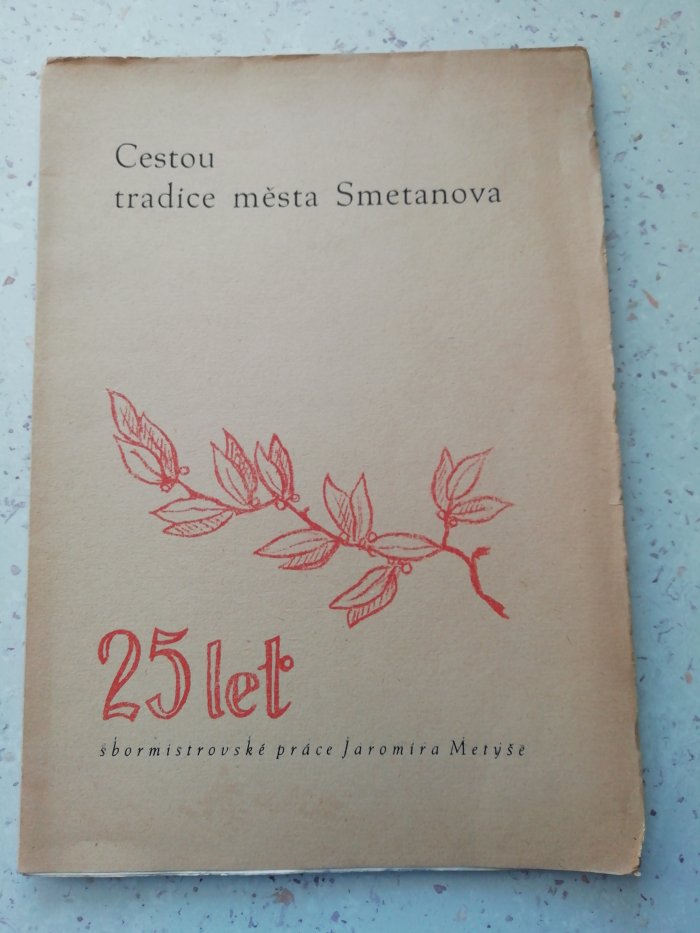 Cestou
tradice města Smetanova
25 let
sbormistrovské práce Jaromíra Metyše